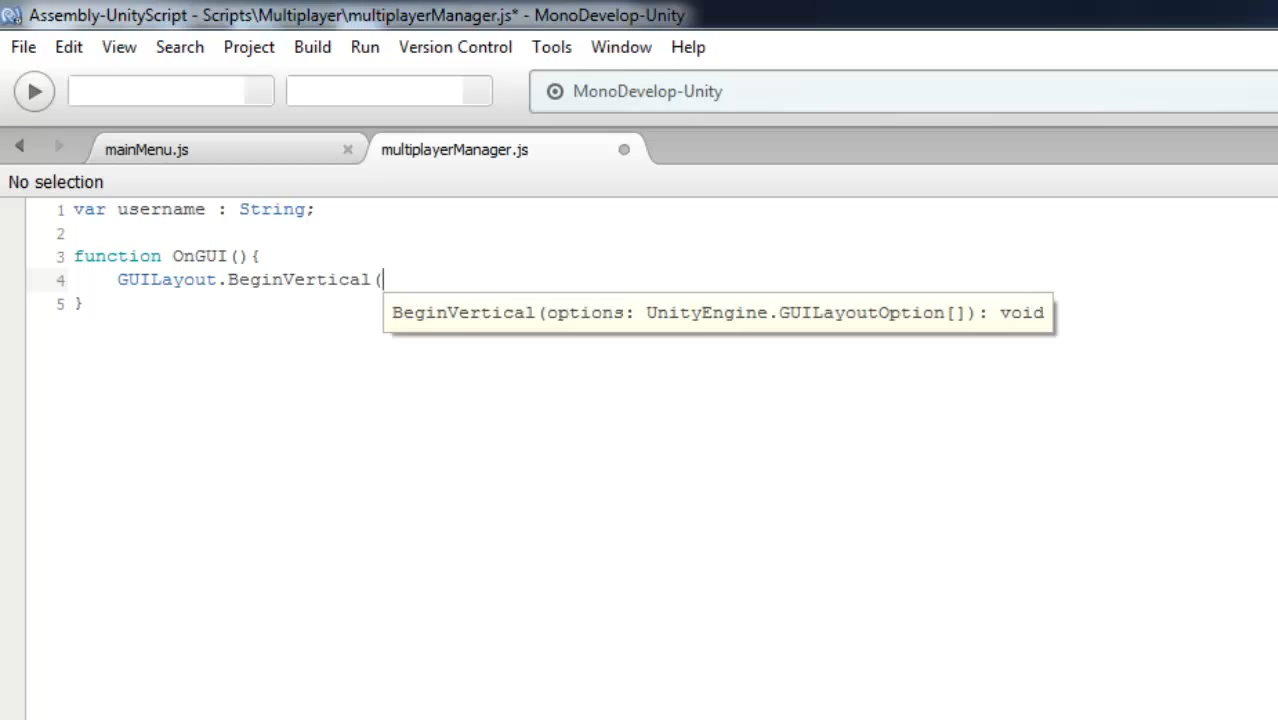 Assembly-UnityScript - Scripts\Multiplayer\multiplayerManager.js* - MonoDevelop-Unity
File Edit View Search Project Build Run Version Control Tools Window Help
MonoDevelop-Unity
mainMenu.js multiplayerManager.js
No selection
1 var username : String;
2
3 function OnGUI(){
4 GUILayout.BeginVertical(
BeginVertical(options: UnityEngine.GUILayoutOption[]): void
5 }